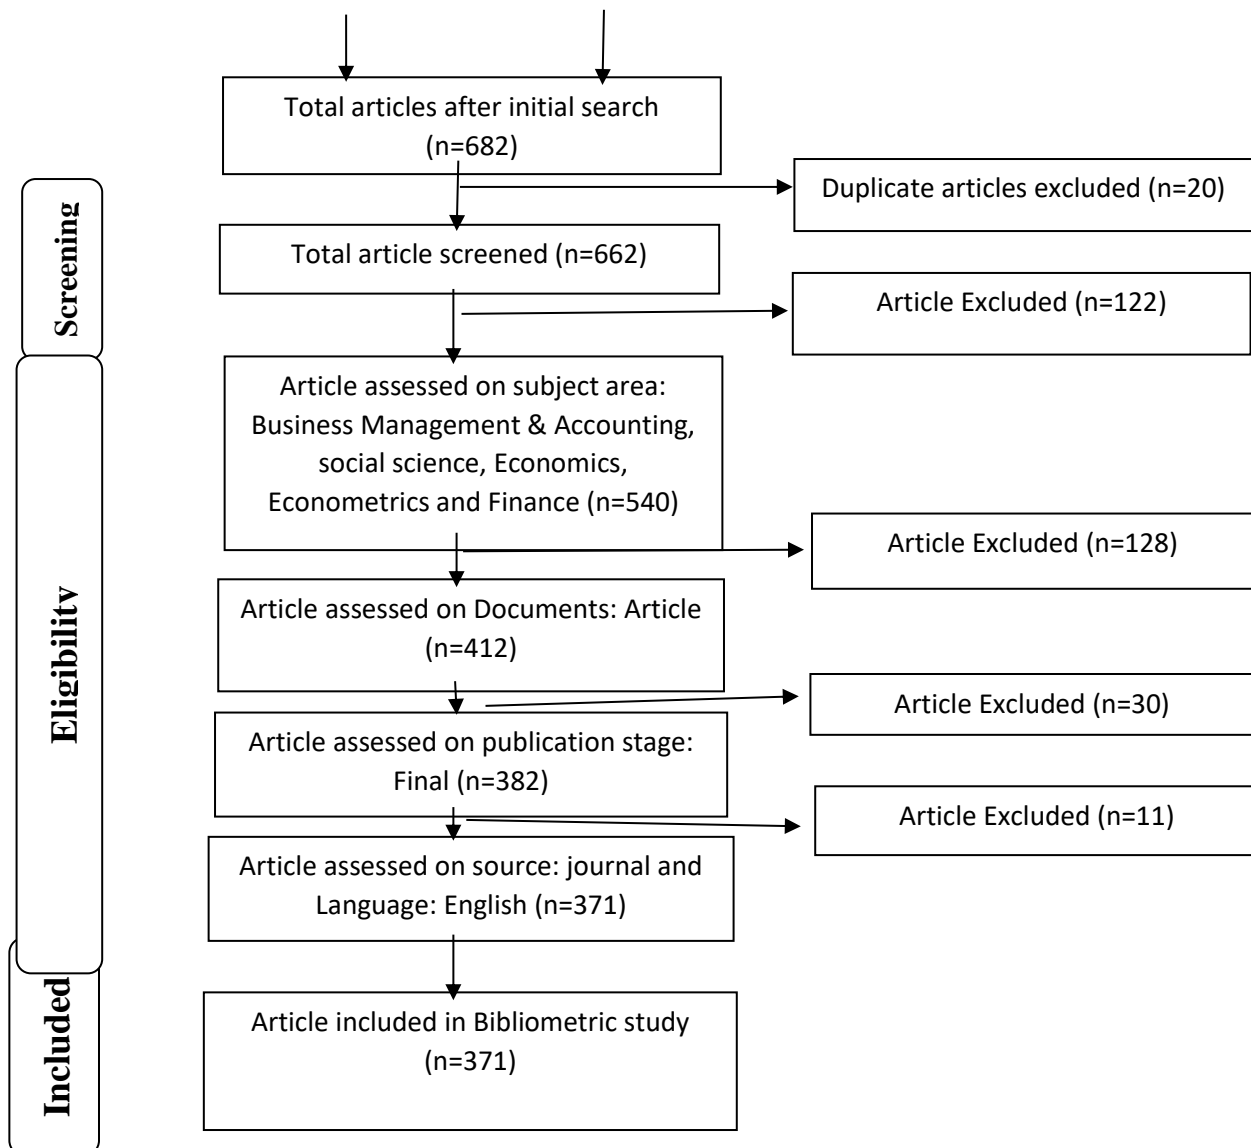 Total articles after initial search
(n=682)
Duplicate articles excluded (n=20)
Screening
Total article screened (n=662)
Article Excluded (n=122)
Article assessed on subject area:
Business Management & Accounting,
social science, Economics,
Econometrics and Finance (n=540)
Article Excluded (n=128)
Eligibility
Article assessed on Documents: Article
(n=412)
Article Excluded (n=30)
Article assessed on publication stage:
Final (n=382)
Article Excluded (n=11)
Article assessed on source: journal and
Language: English (n=371)
Included
Article included in Bibliometric study
(n=371)